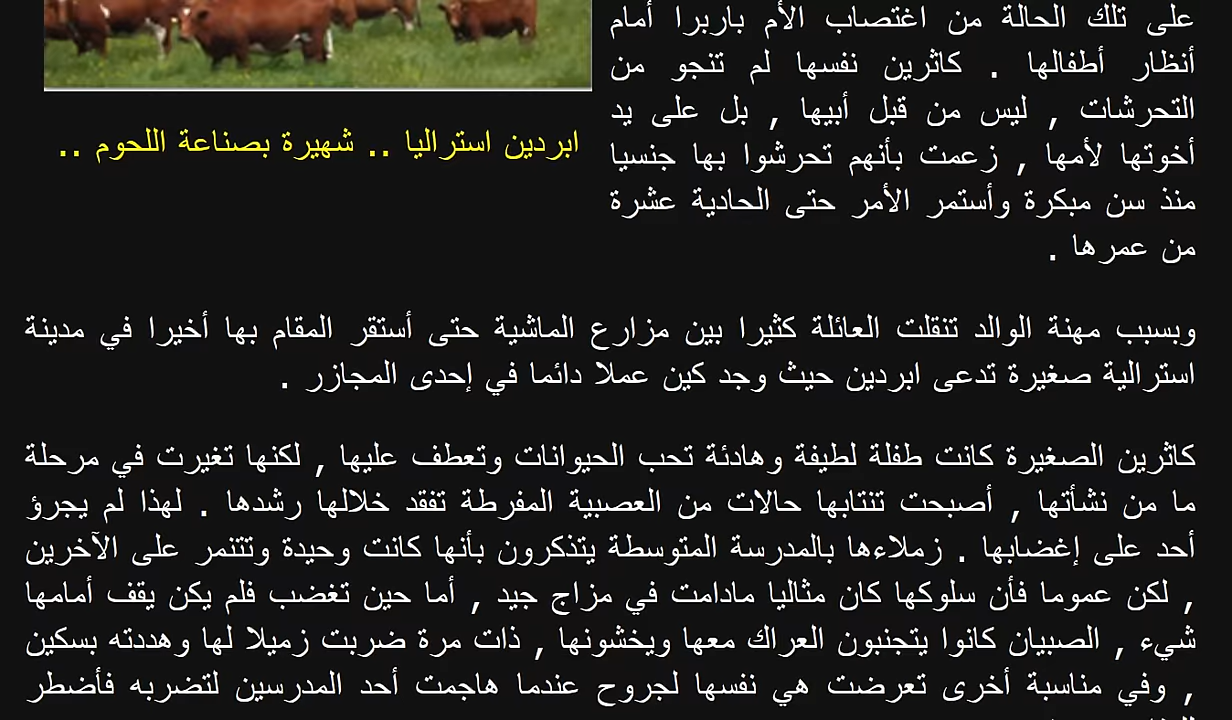 على تلك الحالة من اغتصاب الأم باربرا أمام
أنظار أطفالها . كاثرين نفسها لم تنجو من
التحرشات , ليس من قبل أبيها , بل على يد
أخوتها لأمها , زعمت بأنهم تحرشوا بها جنسيا
منذ سن مبكرة وأستمر الأمر حتى الحادية عشرة
من عمرها .
ابردين استراليا .. شهيرة بصناعة اللحوم ..
وبسبب مهنة الوالد تنقلت العائلة كثيرا بين مزارع الماشية حتى أستقر المقام بها أخيرا في مدينة
استرالية صغيرة تدعى ابردين حيث وجد كين عملا دائما في إحدى المجازر .
كاثرين الصغيرة كانت طفلة لطيفة وهادئة تحب الحيوانات وتعطف عليها , لكنها تغيرت في مرحلة
ما من نشأتها , أصبحت تنتابها حالات من العصبية المفرطة تفقد خلالها رشدها . لهذا لم يجرؤ
أحد على إغضابها . زملاءها بالمدرسة المتوسطة يتذكرون بأنها كانت وحيدة وتتنمر على الآخرين
, لكن عموما فأن سلوكها كان مثاليا مادامت في مزاج جيد , أما حين تغضب فلم يكن يقف أمامها
شيء , الصبيان كانوا يتجنبون العراك معها ويخشونها , ذات مرة ضربت زميلا لها وهددته بسكين
, وفي مناسبة أخرى تعرضت هي نفسها لجروح عندما هاجمت أحد المدرسين لتضربه فأضطر